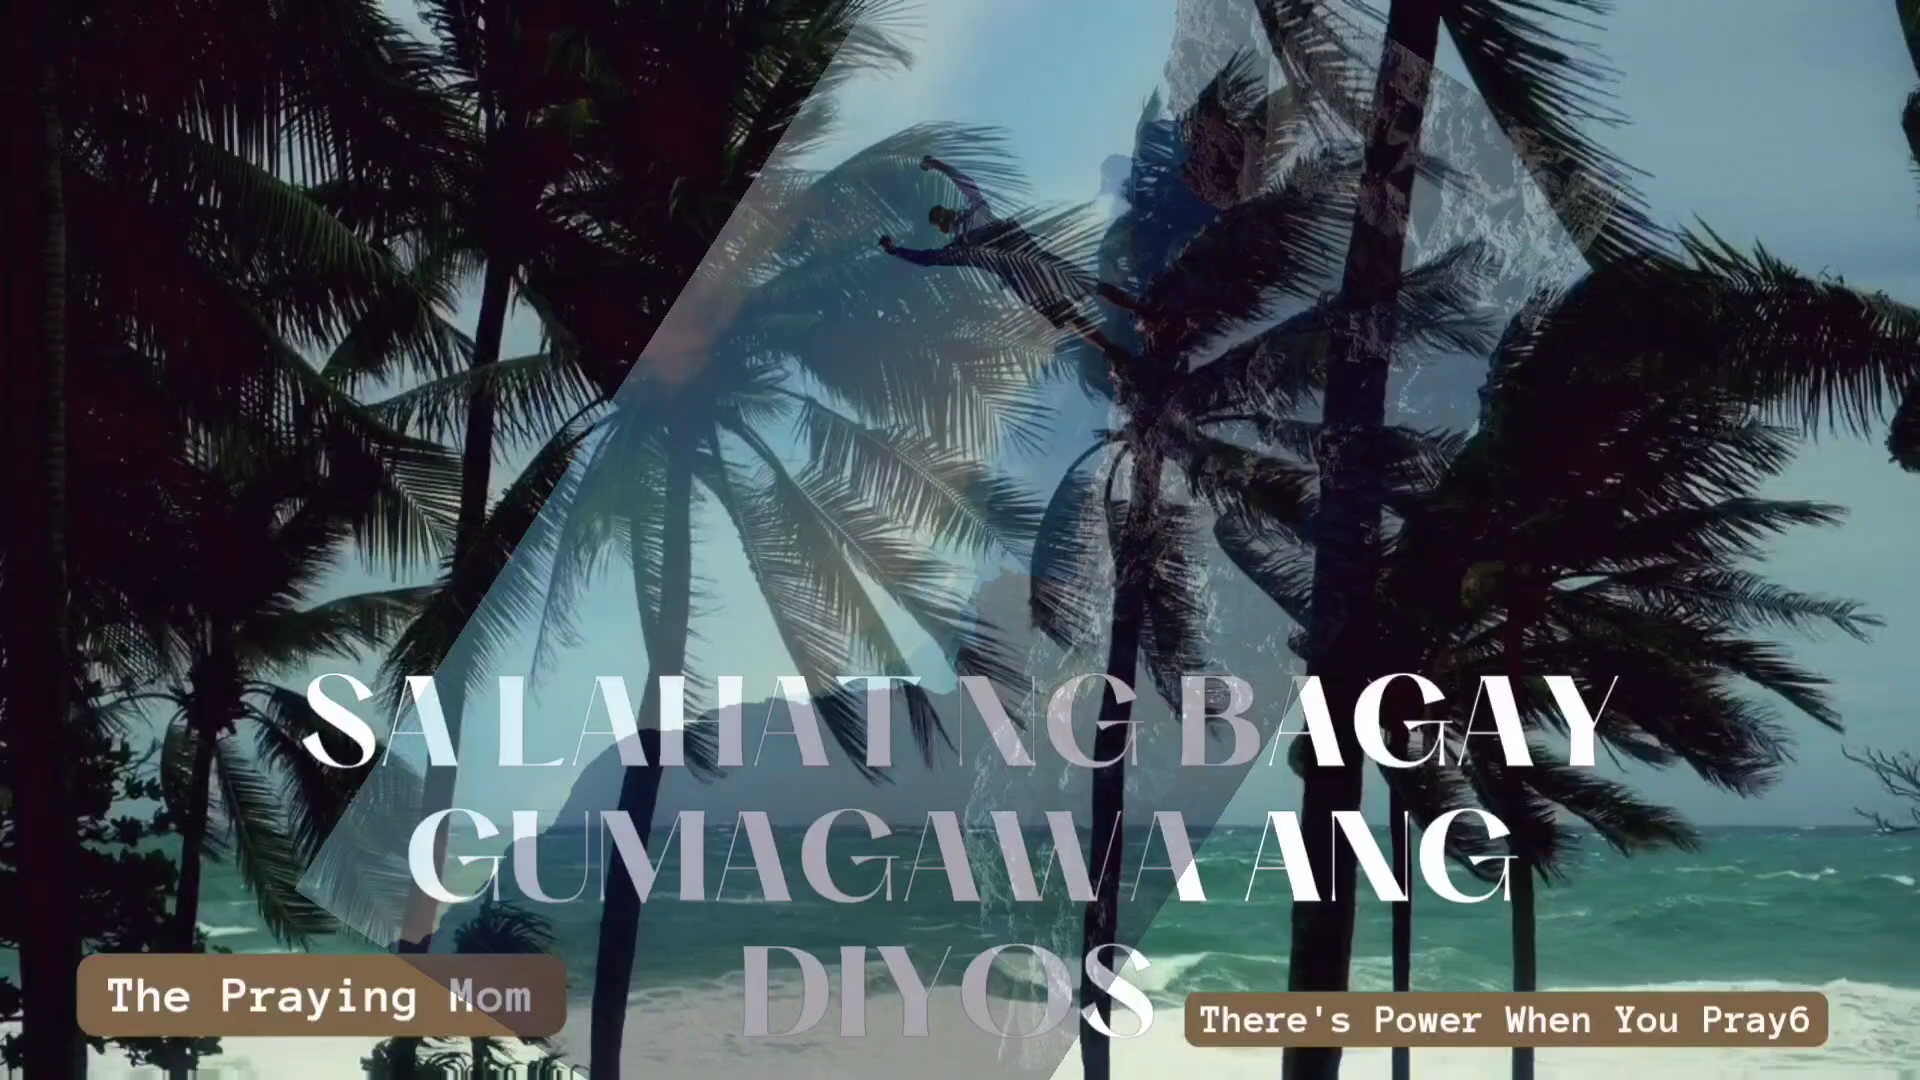 SA LAHAT NG BAGAY
GUMAGAWA ANG
DIYOS
The Praying Mom
There's Power When You Pray6